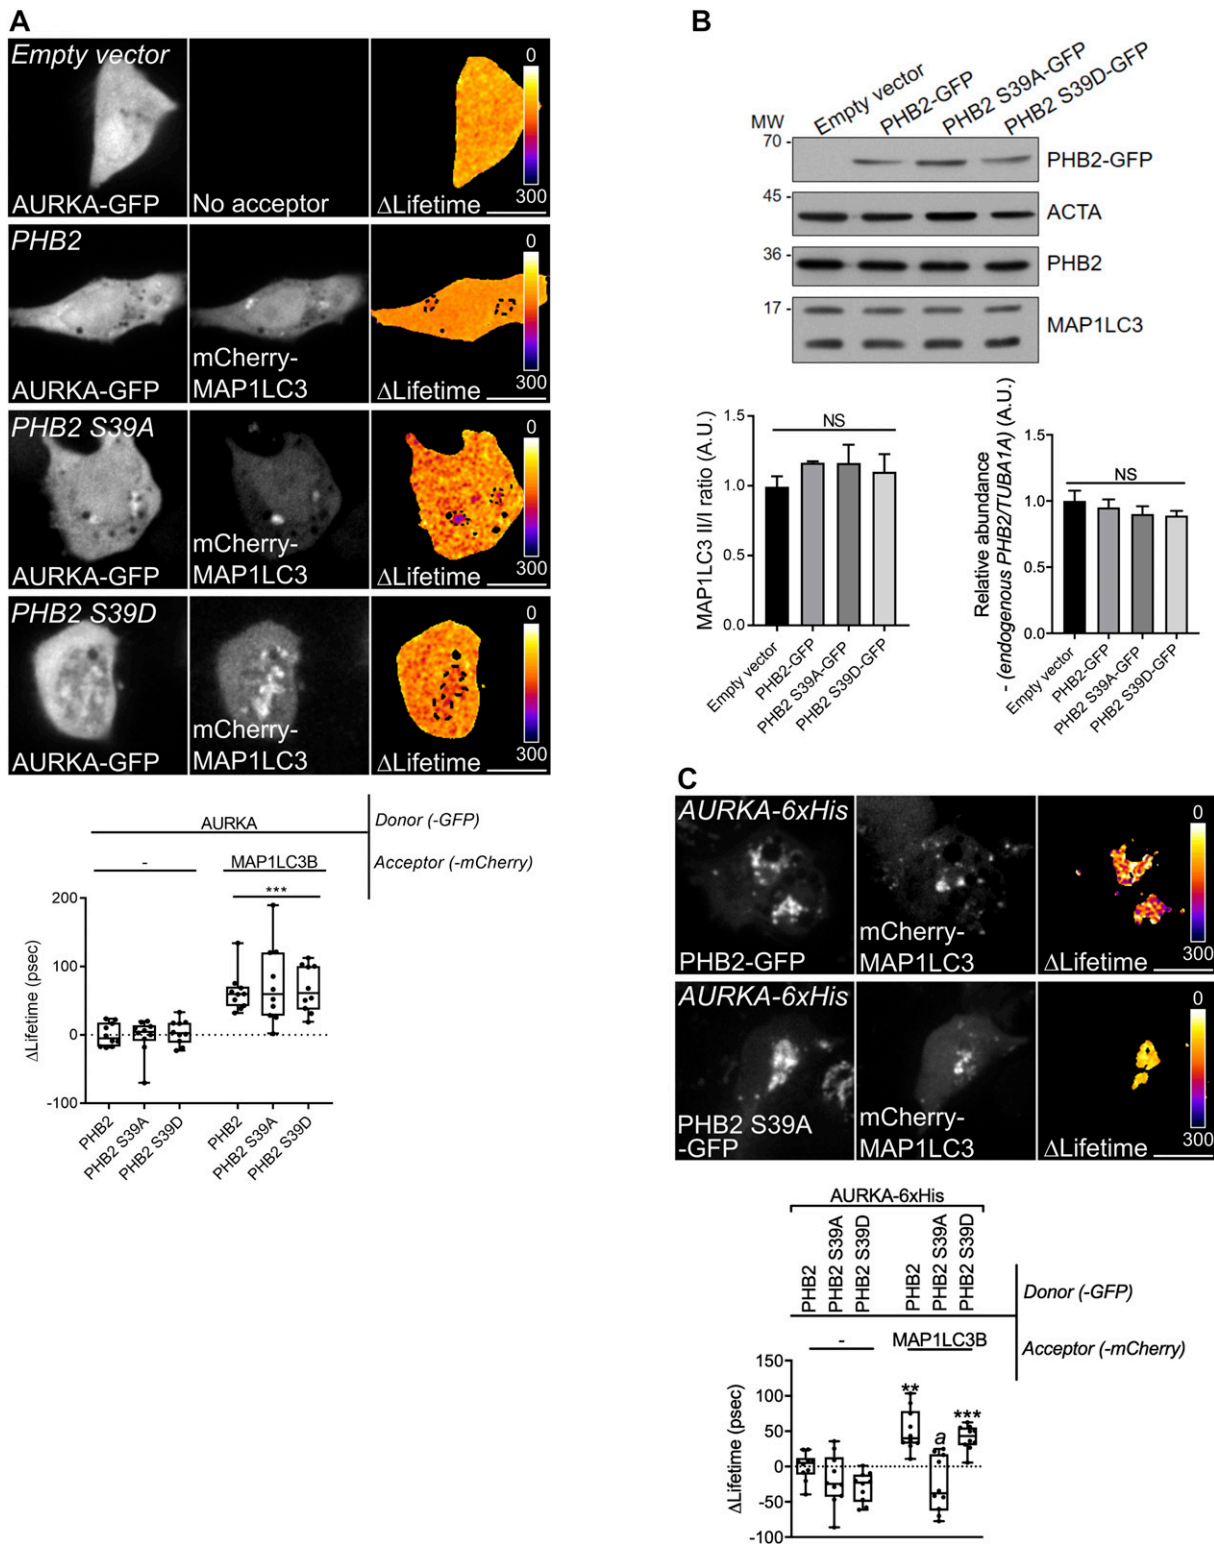 A
Empty vector
AURKA-GFP
No acceptor
ΔLifetime
0
300
PHB2
AURKA-GFP
mCherry-
MAP1LC3
ΔLifetime
0
300
PHB2 S39A
AURKA-GFP
mCherry-
MAP1LC3
ΔLifetime
0
300
PHB2 S39D
AURKA-GFP
mCherry-
MAP1LC3
ΔLifetime
0
300
AURKA
Donor (-GFP)
-
MAP1LC3B
Acceptor (-mCherry)
***
ΔLifetime (psec)
200
100
0
-100
PHB2
PHB2 S39A
PHB2 S39D
PHB2
PHB2 S39A
PHB2 S39D
B
Empty vector
PHB2-GFP
PHB2 S39A-GFP
PHB2 S39D-GFP
MW
70 -
PHB2-GFP
45 -
ACTA
36 -
PHB2
17 -
MAP1LC3
MAP1LC3 II/I ratio (A.U.)
1.5
1.0
0.5
0.0
NS
Empty vector
PHB2-GFP
PHB2 S39A-GFP
PHB2 S39D-GFP
Relative abundance
- (endogenous PHB2/TUBA1A) (A.U.)
1.5
1.0
0.5
0.0
NS
Empty vector
PHB2-GFP
PHB2 S39A-GFP
PHB2 S39D-GFP
C
AURKA-6xHis
PHB2-GFP
mCherry-
MAP1LC3
ΔLifetime
0
300
AURKA-6xHis
PHB2 S39A
-GFP
mCherry-
MAP1LC3
ΔLifetime
0
300
AURKA-6xHis
PHB2
PHB2 S39A
PHB2 S39D
PHB2
PHB2 S39A
PHB2 S39D
Donor (-GFP)
-
MAP1LC3B
Acceptor (-mCherry)
ΔLifetime (psec)
150
100
50
0
-50
-100
**
a
***